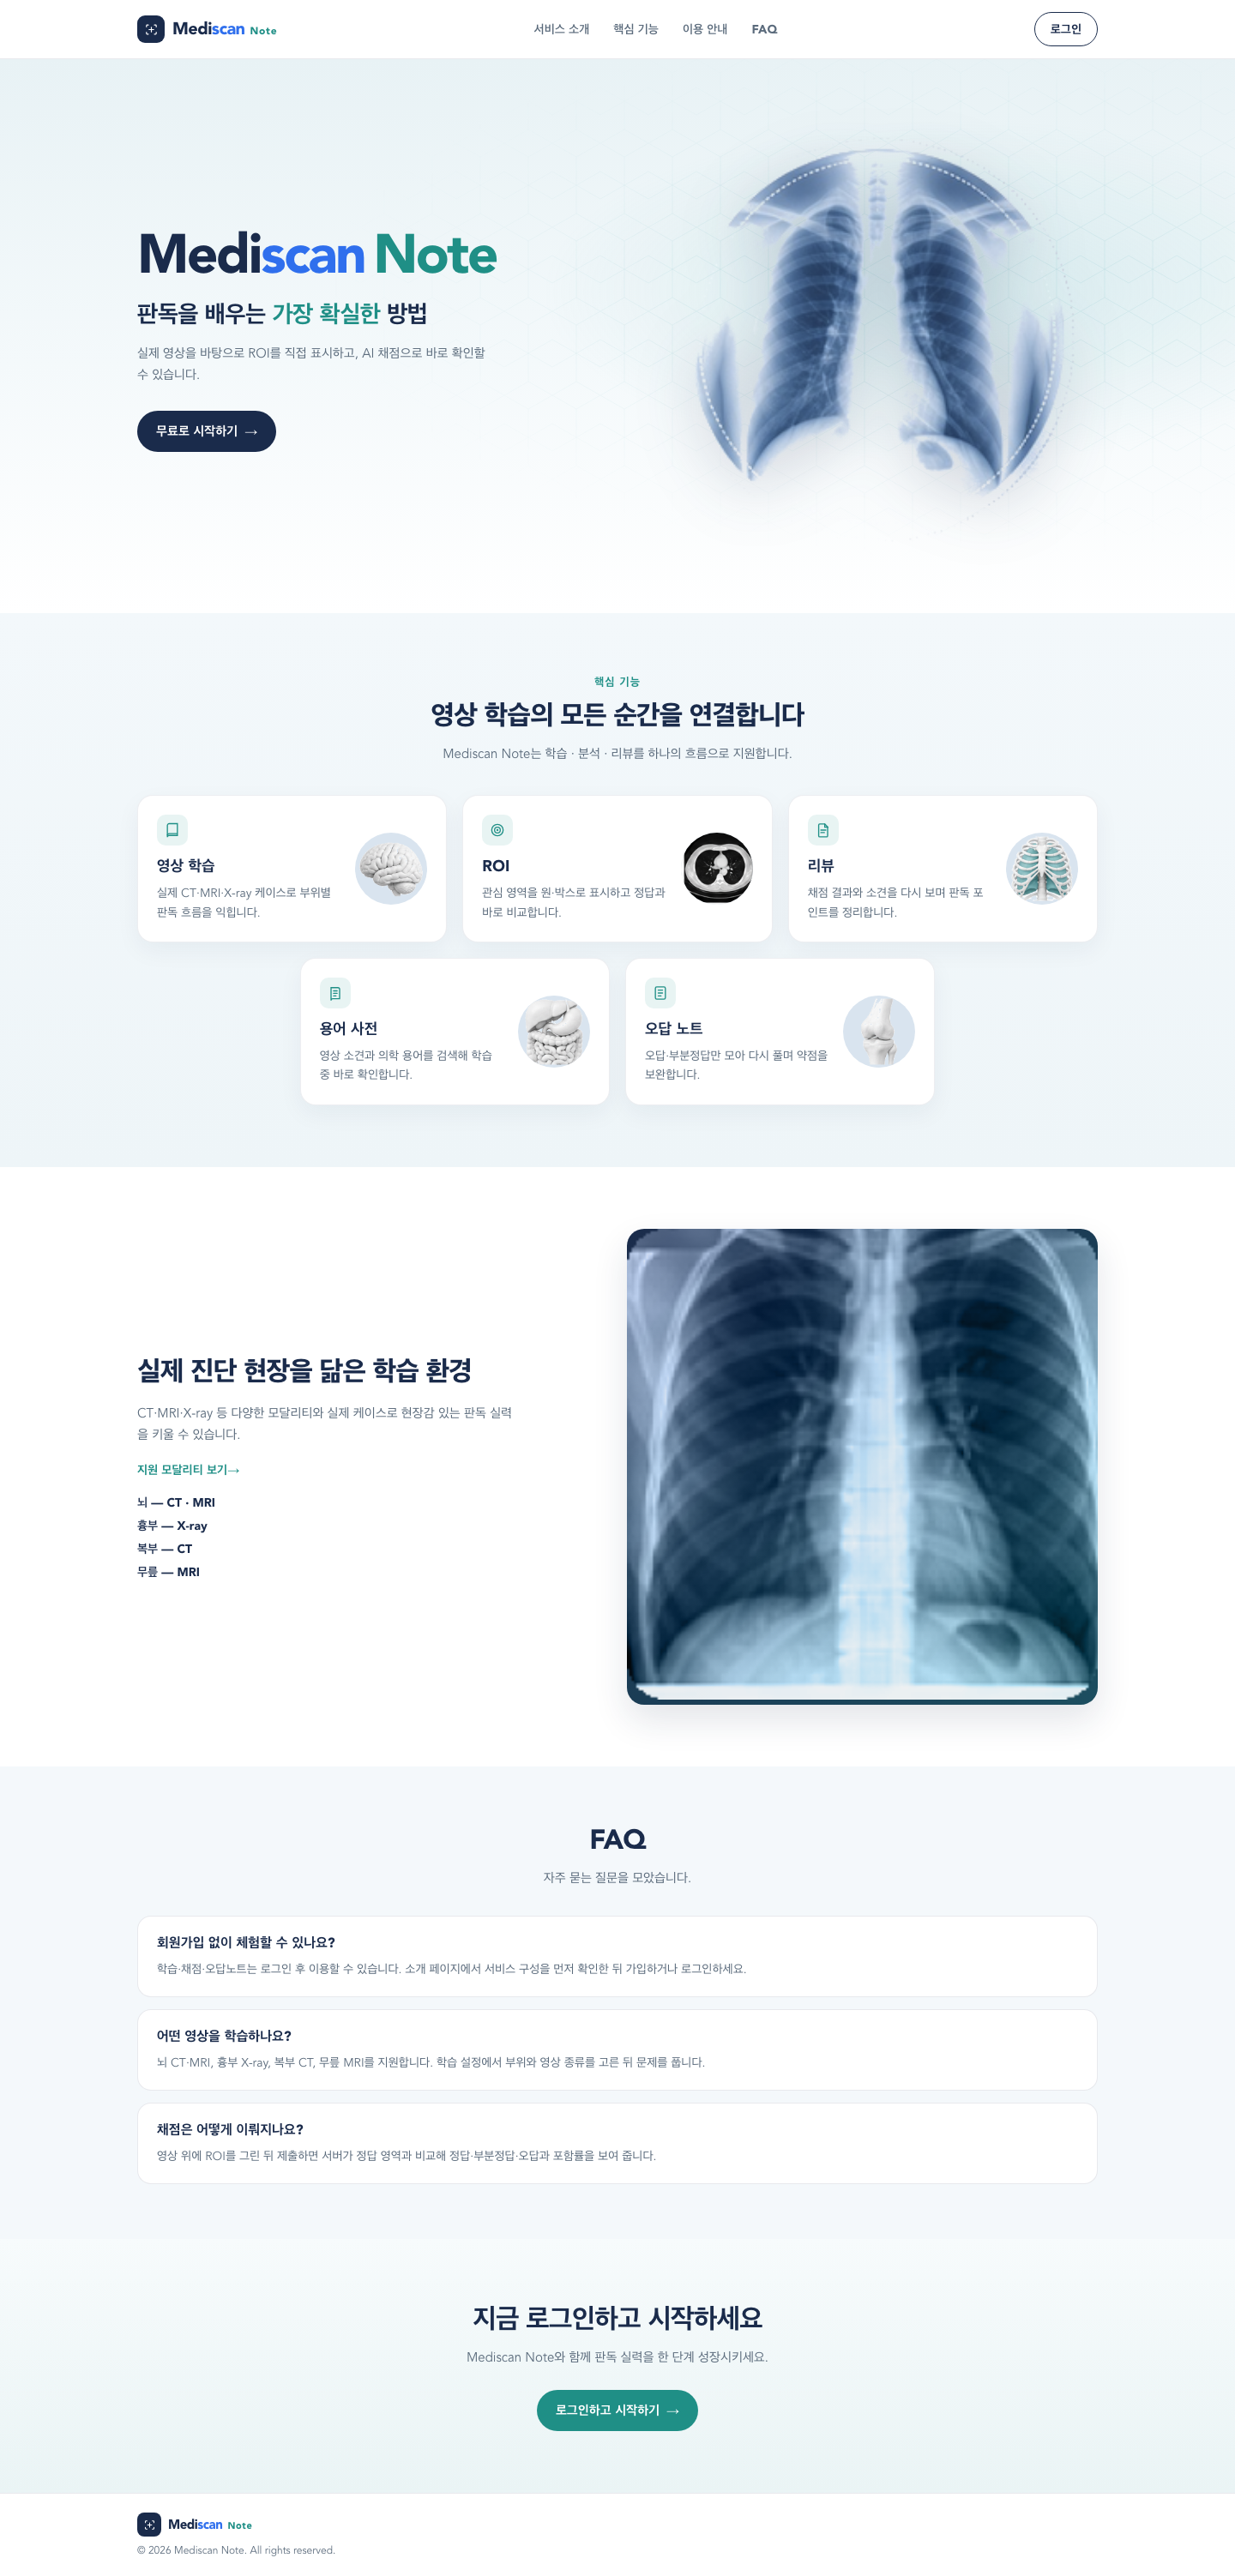 Mediscan Note
서비스 소개
핵심 기능
이용 안내
FAQ
로그인
Mediscan Note
판독을 배우는 가장 확실한 방법
실제 영상을 바탕으로 ROI를 직접 표시하고, AI 채점으로 바로 확인할
수 있습니다.
무료로 시작하기 →
핵심 기능
영상 학습의 모든 순간을 연결합니다
Mediscan Note는 학습 · 분석 · 리뷰를 하나의 흐름으로 지원합니다.
영상 학습
실제 CT·MRI·X-ray 케이스로 부위별
판독 흐름을 익힙니다.
ROI
관심 영역을 원·박스로 표시하고 정답과
바로 비교합니다.
리뷰
채점 결과와 소견을 다시 보며 판독 포
인트를 정리합니다.
용어 사전
영상 소견과 의학 용어를 검색해 학습
중 바로 확인합니다.
오답 노트
오답·부분정답만 모아 다시 풀며 약점을
보완합니다.
실제 진단 현장을 닮은 학습 환경
CT·MRI·X-ray 등 다양한 모달리티와 실제 케이스로 현장감 있는 판독 실력
을 키울 수 있습니다.
지원 모달리티 보기→
뇌 — CT · MRI
흉부 — X-ray
복부 — CT
무릎 — MRI
FAQ
자주 묻는 질문을 모았습니다.
회원가입 없이 체험할 수 있나요?
학습·채점·오답노트는 로그인 후 이용할 수 있습니다. 소개 페이지에서 서비스 구성을 먼저 확인한 뒤 가입하거나 로그인하세요.
어떤 영상을 학습하나요?
뇌 CT·MRI, 흉부 X-ray, 복부 CT, 무릎 MRI를 지원합니다. 학습 설정에서 부위와 영상 종류를 고른 뒤 문제를 풉니다.
채점은 어떻게 이뤄지나요?
영상 위에 ROI를 그린 뒤 제출하면 서버가 정답 영역과 비교해 정답·부분정답·오답과 포함률을 보여 줍니다.
지금 로그인하고 시작하세요
Mediscan Note와 함께 판독 실력을 한 단계 성장시키세요.
로그인하고 시작하기 →
Mediscan Note
© 2026 Mediscan Note. All rights reserved.